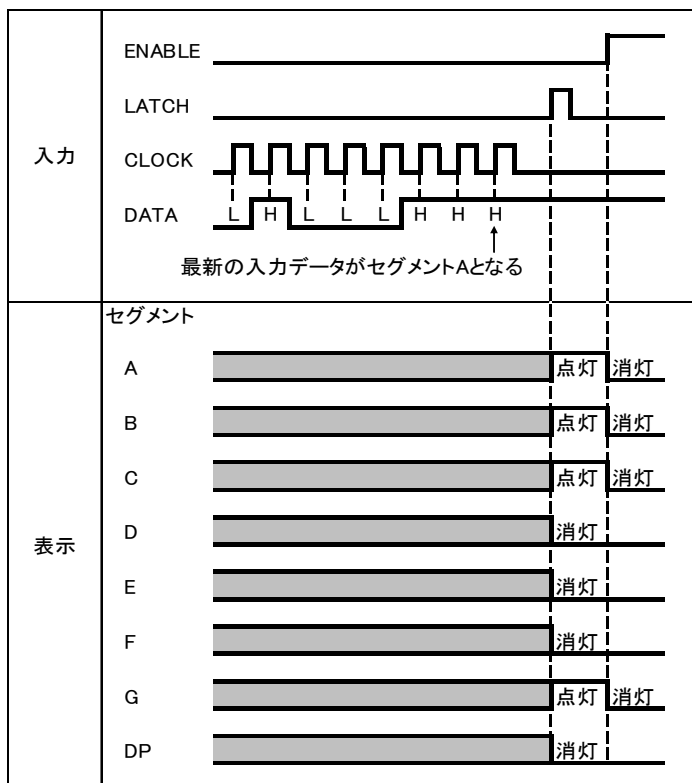 入力
ENABLE
LATCH
CLOCK
DATA L H L L L H H H
最新の入力データがセグメントAとなる
表示
セグメント
A 点灯 消灯
B 点灯 消灯
C 点灯 消灯
D 消灯
E 消灯
F 消灯
G 点灯 消灯
DP 消灯